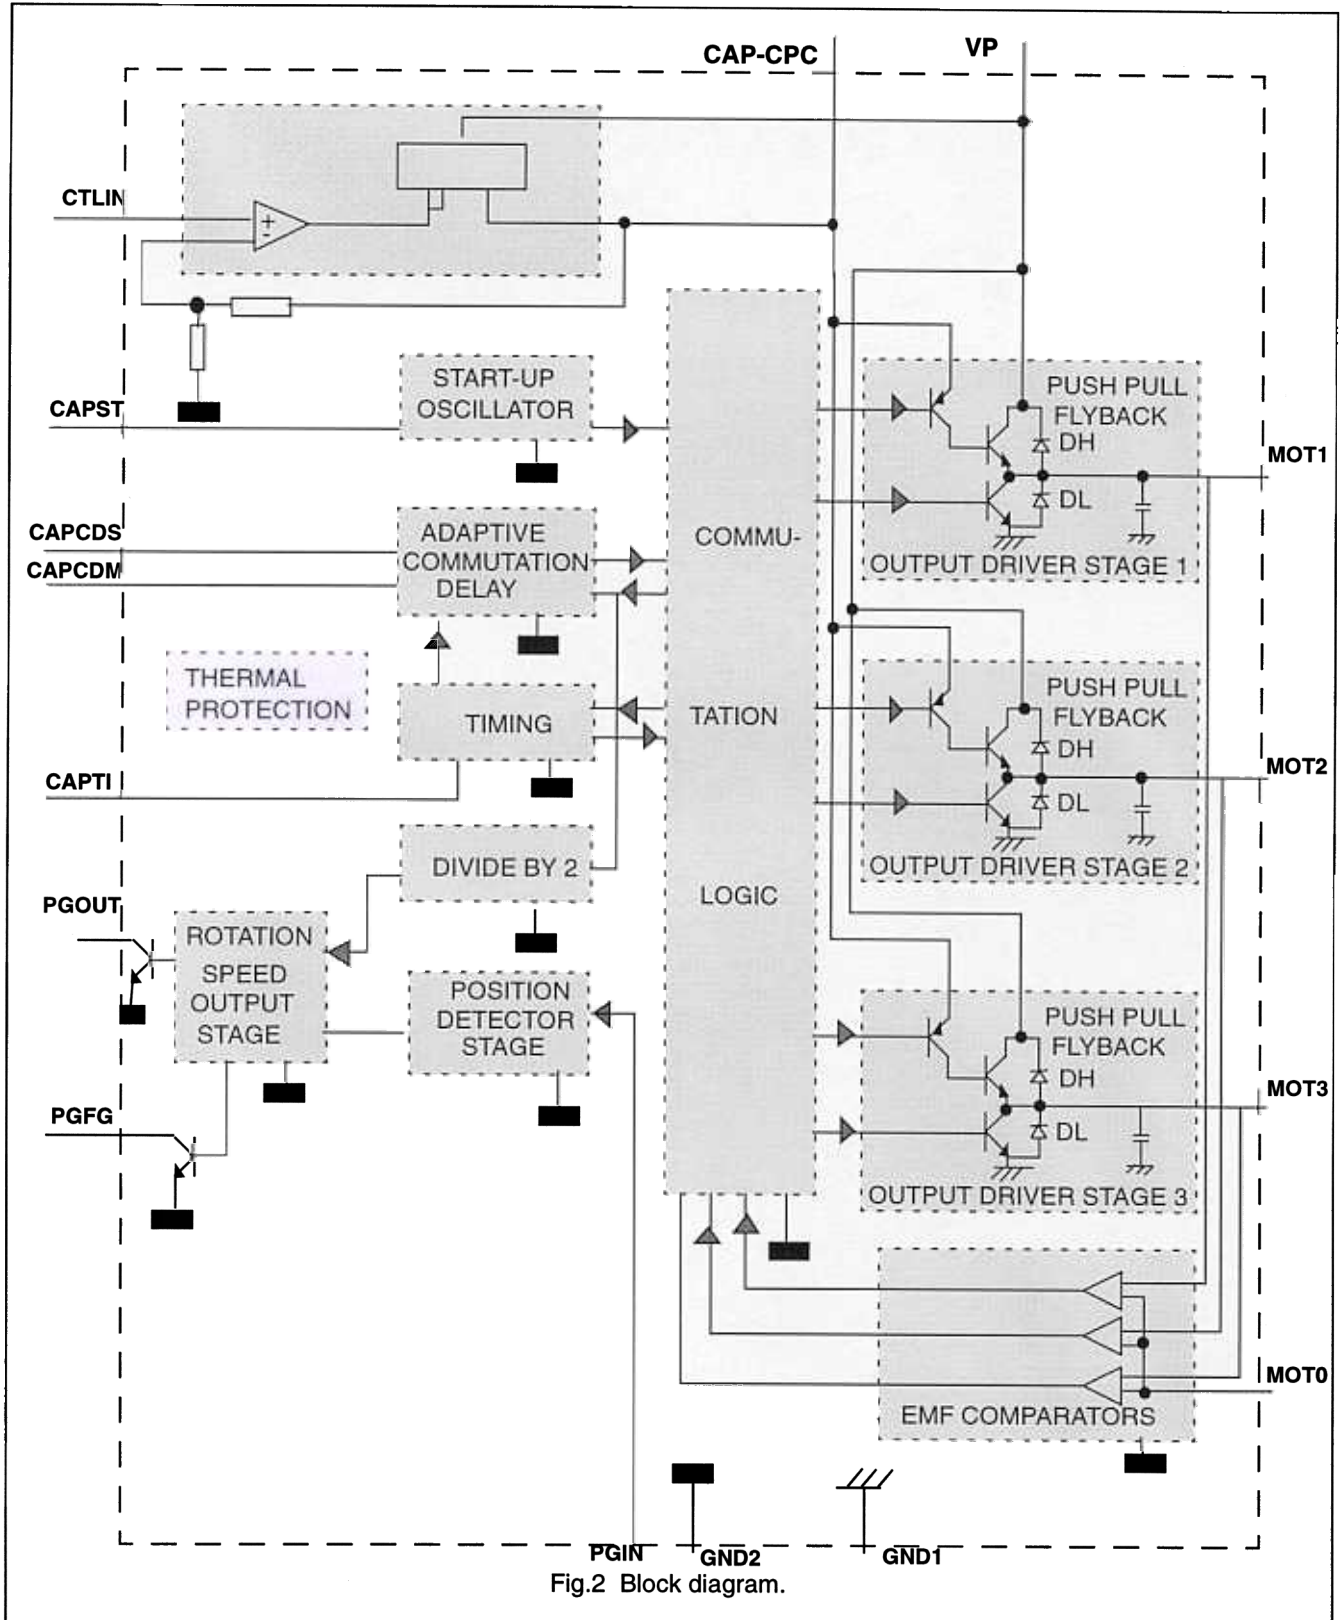 CAP-CPC
VP
CTLIN
+
-
START-UP
OSCILLATOR
CAPST
PUSH PULL
FLYBACK
DH
MOT1
DL
OUTPUT DRIVER STAGE 1
CAPCDS
CAPCDM
ADAPTIVE
COMMUTATION
DELAY
COMMU-
TATION
LOGIC
THERMAL
PROTECTION
TIMING
PUSH PULL
FLYBACK
DH
MOT2
DL
OUTPUT DRIVER STAGE 2
CAPTI
DIVIDE BY 2
PGOUT
ROTATION
SPEED
OUTPUT
STAGE
POSITION
DETECTOR
STAGE
PUSH PULL
FLYBACK
DH
MOT3
DL
OUTPUT DRIVER STAGE 3
PGFG
MOT0
EMF COMPARATORS
PGIN
GND2
GND1
Fig.2 Block diagram.